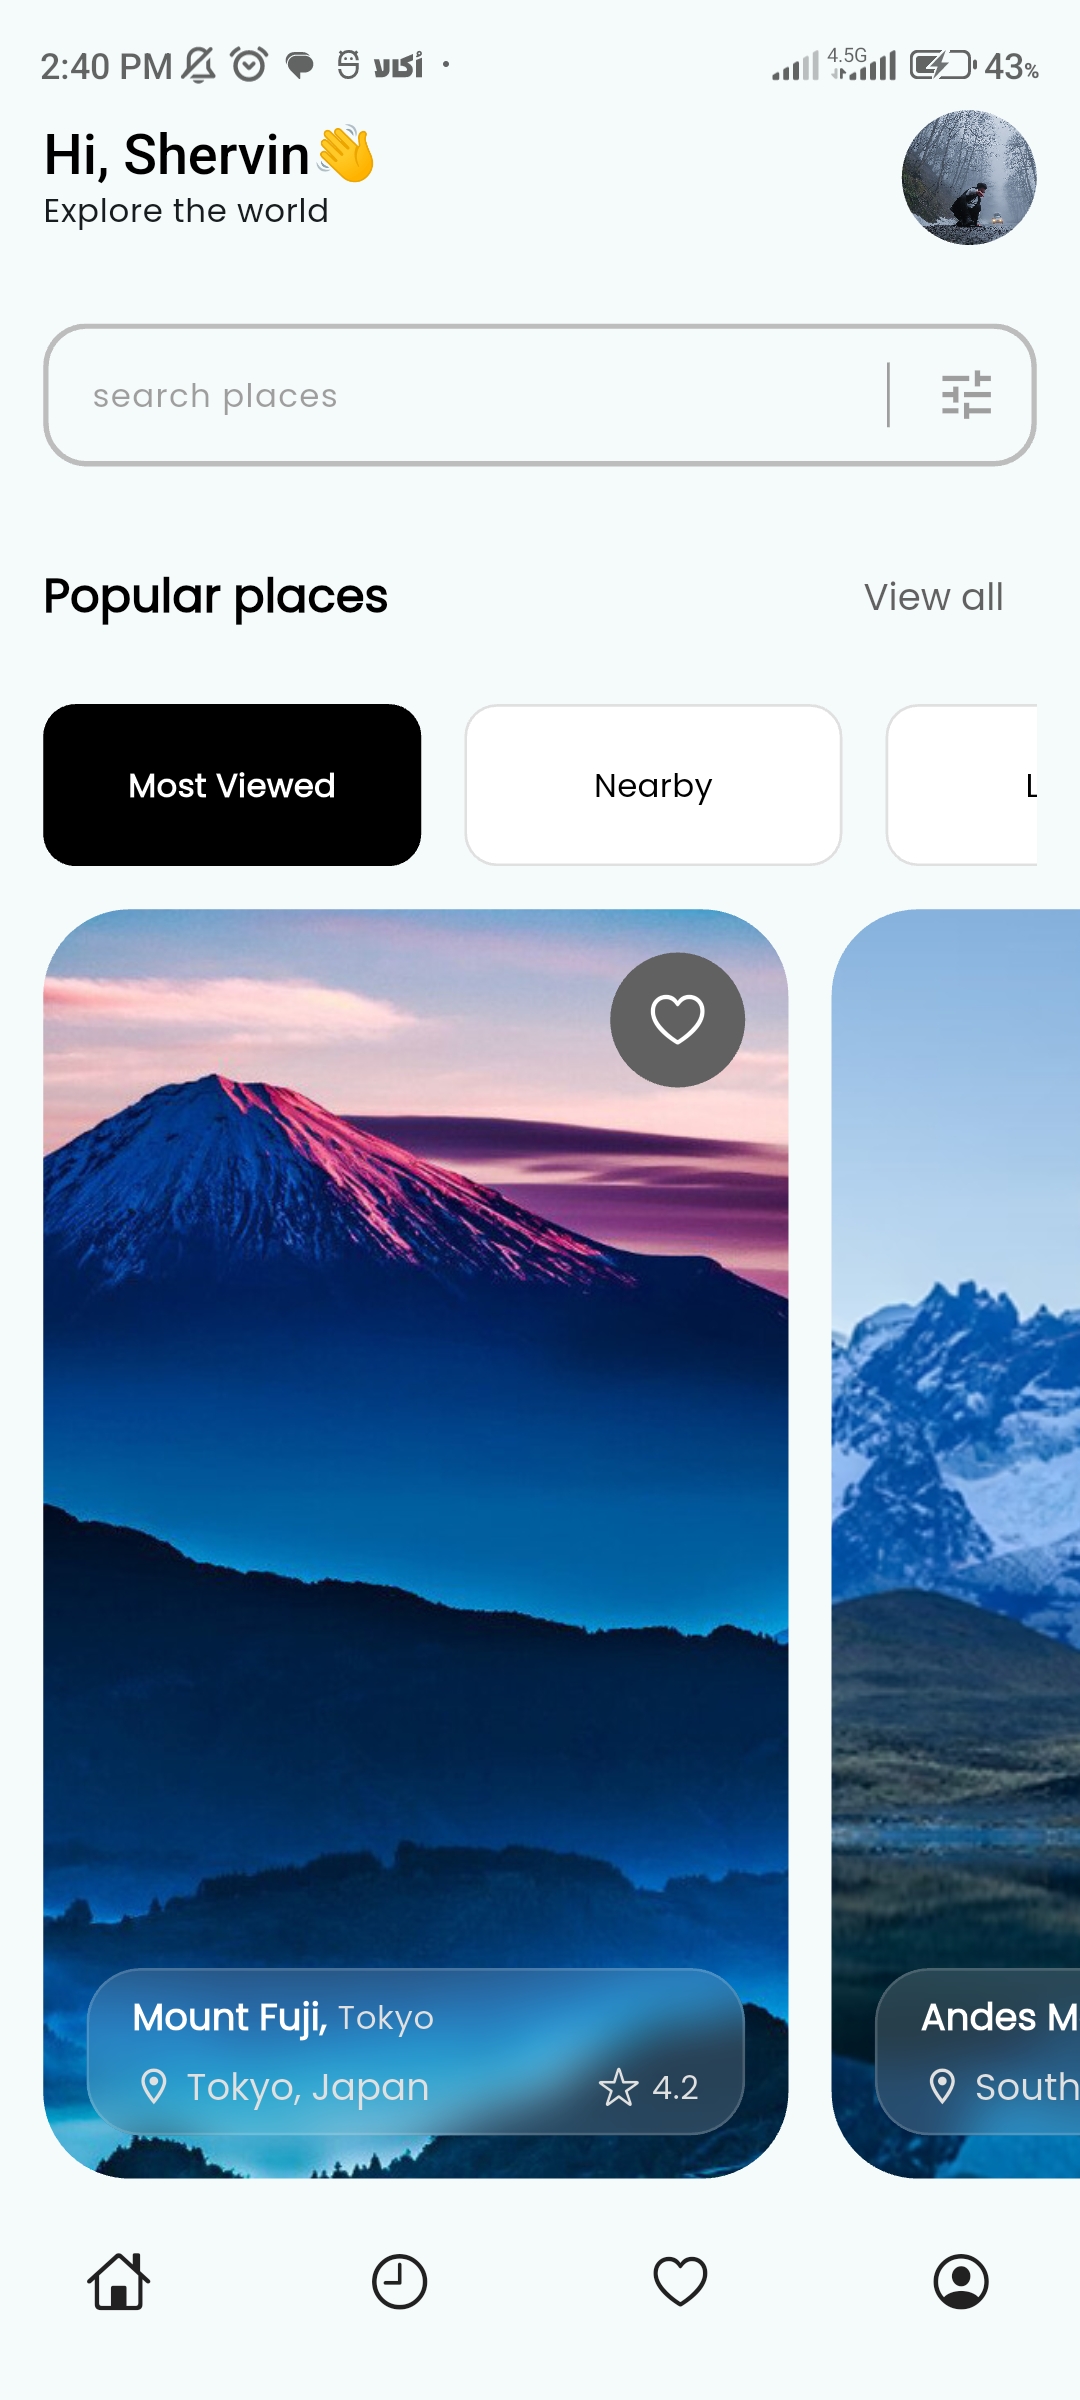 2:40 PM أكالا 4.5G 43%
Hi, Shervin👋
Explore the world
search places
Popular places View all
Most Viewed Nearby L
Mount Fuji, Tokyo
Tokyo, Japan 4.2
Andes M
South